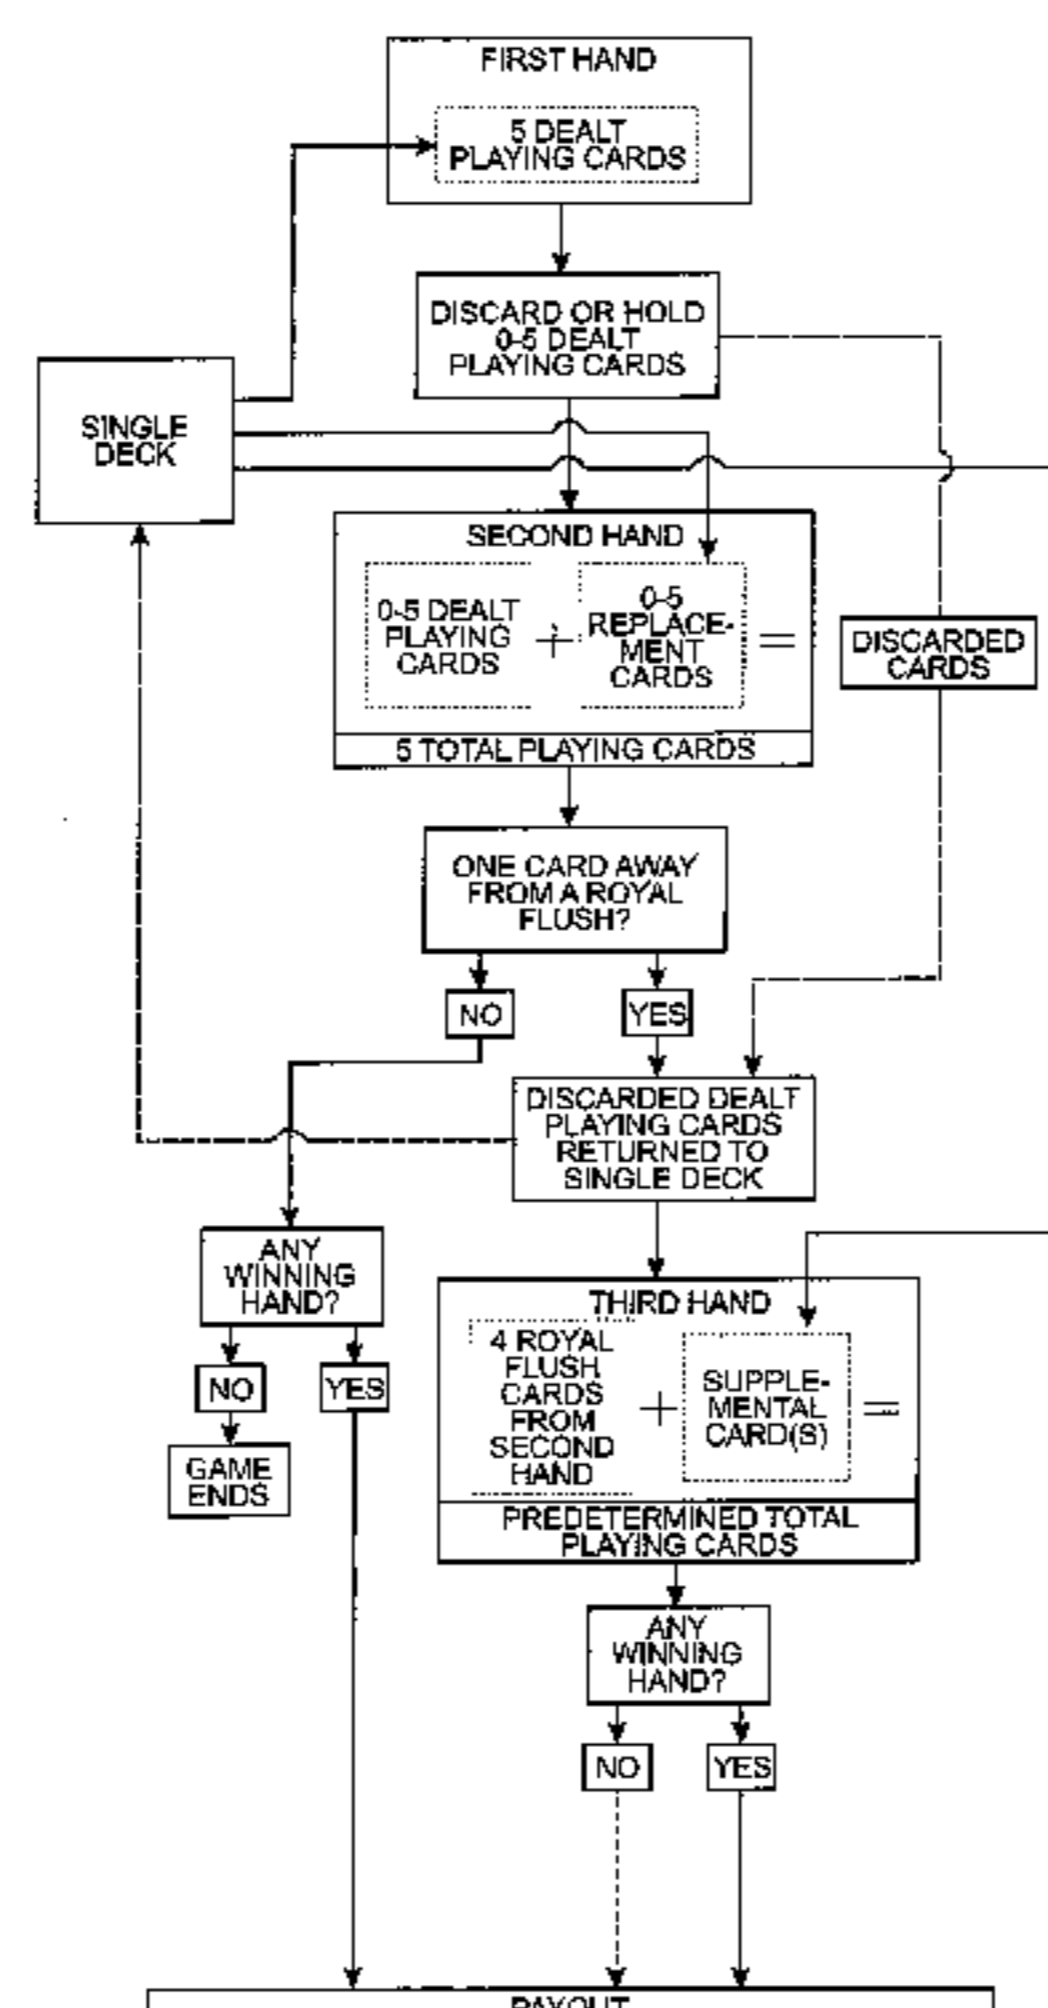 FIRST HAND
5 DEALT
PLAYING CARDS
DISCARD OR HOLD
0-5 DEALT
PLAYING CARDS
SINGLE
DECK
SECOND HAND
0-5 DEALT
PLAYING
CARDS
+
0-5
REPLACE-
MENT
CARDS
=
5 TOTAL PLAYING CARDS
DISCARDED
CARDS
ONE CARD AWAY
FROM A ROYAL
FLUSH?
NO
YES
DISCARDED DEALT
PLAYING CARDS
RETURNED TO
SINGLE DECK
ANY
WINNING
HAND?
NO
YES
GAME
ENDS
THIRD HAND
4 ROYAL
FLUSH
CARDS
FROM
SECOND
HAND
+
SUPPLE-
MENTAL
CARD(S)
=
PREDETERMINED TOTAL
PLAYING CARDS
ANY
WINNING
HAND?
NO
YES
PAYOUT